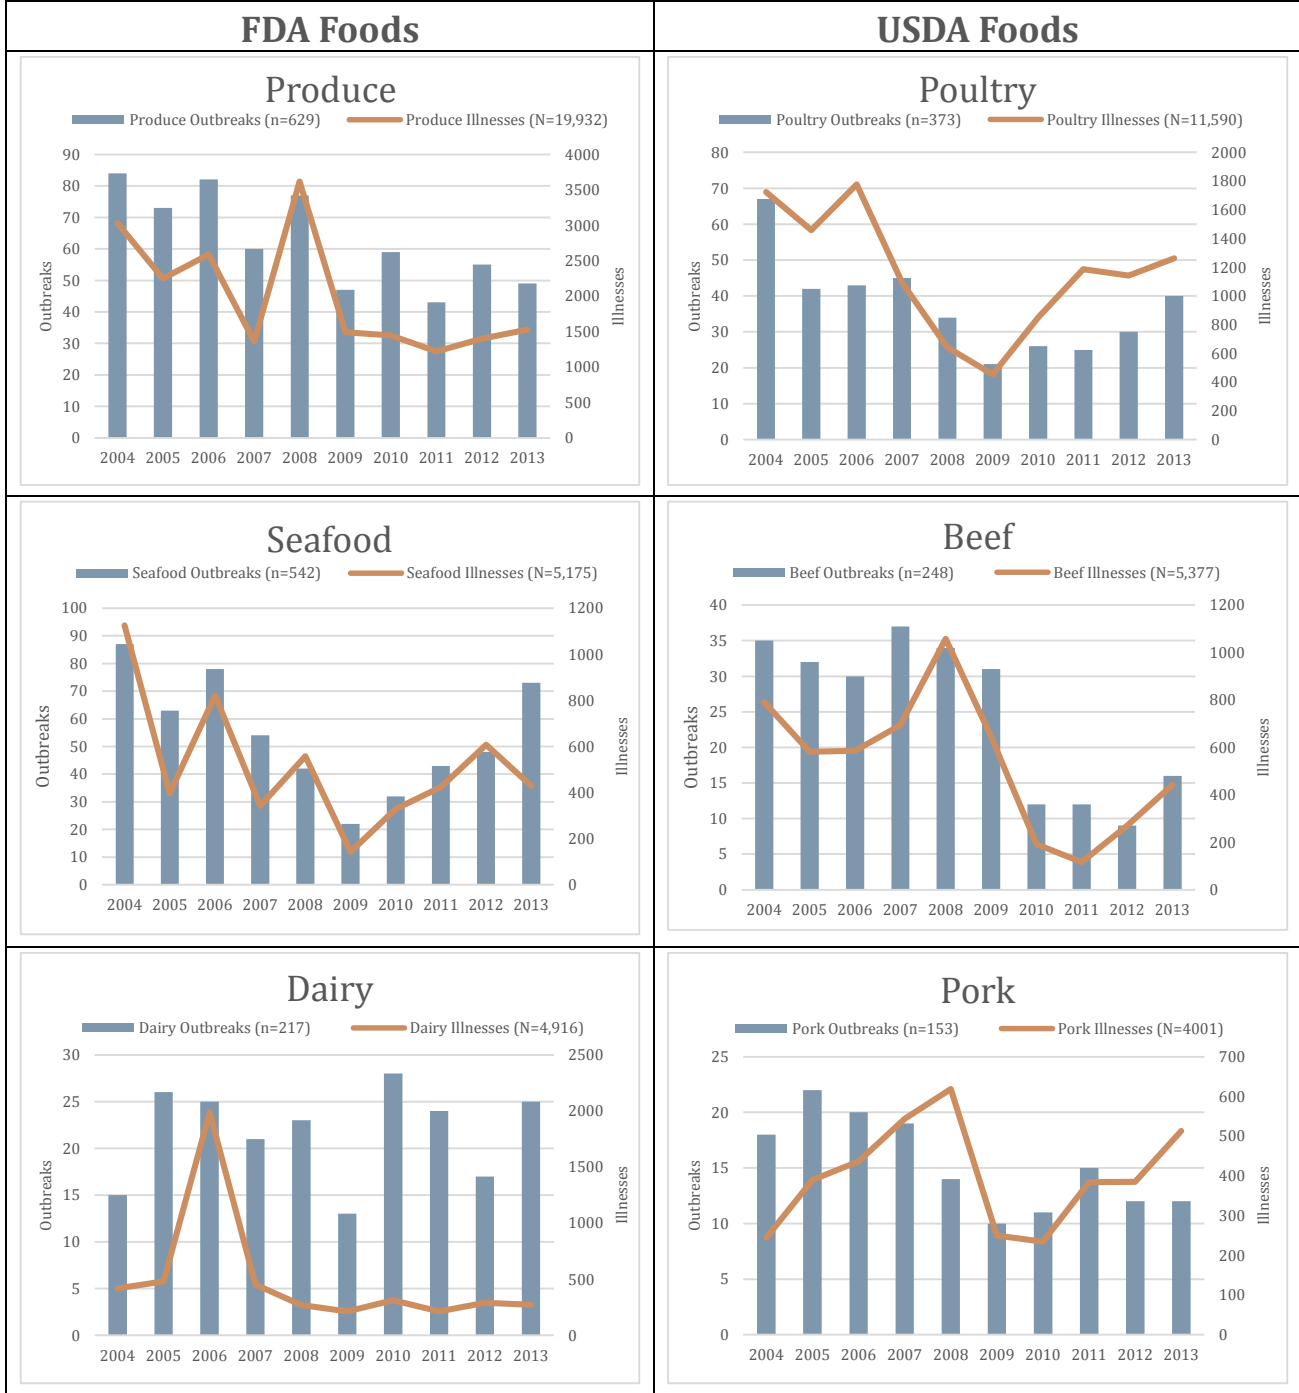 FDA Foods
USDA Foods
Produce
Produce Outbreaks (n=629) Produce Illnesses (N=19,932)
90 4000
80 3500
70 3000
60 2500
50 2000
40 1500
30 1000
20 500
10 0
0
Outbreaks
Illnesses
2004 2005 2006 2007 2008 2009 2010 2011 2012 2013
Poultry
Poultry Outbreaks (n=373) Poultry Illnesses (N=11,590)
80 2000
70 1800
60 1600
50 1400
40 1200
30 1000
20 800
10 600
0 400
200
0
Outbreaks
Illnesses
2004 2005 2006 2007 2008 2009 2010 2011 2012 2013
Seafood
Seafood Outbreaks (n=542) Seafood Illnesses (N=5,175)
100 1200
90 1000
80 800
70 600
60 400
50 200
40 0
30
20
10
0
Outbreaks
Illnesses
2004 2005 2006 2007 2008 2009 2010 2011 2012 2013
Beef
Beef Outbreaks (n=248) Beef Illnesses (N=5,377)
40 1200
35 1000
30 800
25 600
20 400
15 200
10 0
5
0
Outbreaks
Illnesses
2004 2005 2006 2007 2008 2009 2010 2011 2012 2013
Dairy
Dairy Outbreaks (n=217) Dairy Illnesses (N=4,916)
30 2500
25 2000
20 1500
15 1000
10 500
5 0
0
Outbreaks
Illnesses
2004 2005 2006 2007 2008 2009 2010 2011 2012 2013
Pork
Pork Outbreaks (n=153) Pork Illnesses (N=4001)
25 700
20 600
15 500
10 400
5 300
0 200
100
0
Outbreaks
Illnesses
2004 2005 2006 2007 2008 2009 2010 2011 2012 2013